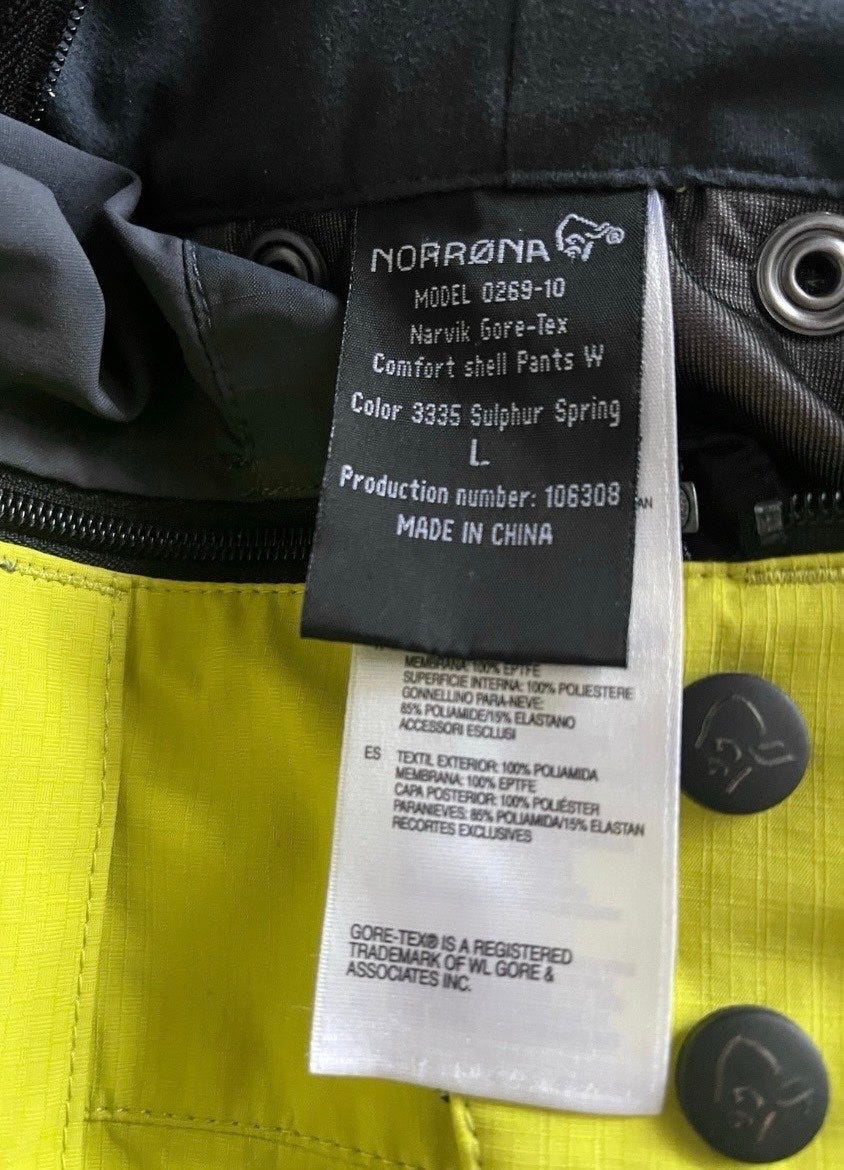 NORRØNA®
MODEL 0269-10
Narvik Gore-Tex
Comfort shell Pants W
Color 3335 Sulphur Spring
L
Production number: 106308
MADE IN CHINA
AN
MEMBRANA: 100% EPTFE
SUPERFICIE INTERNA: 100% POLIESTERE
GONNELLINO PARA-NEVE:
85% POLIAMIDE/15% ELASTANO
ACCESSORI ESCLUSI
ES TEXTIL EXTERIOR: 100% POLIAMIDA
MEMBRANA: 100% EPTFE
CAPA POSTERIOR: 100% POLIÉSTER
PARANIEVES: 85% POLIAMIDA/15% ELASTAN
RECORTES EXCLUSIVES
GORE-TEX® IS A REGISTERED
TRADEMARK OF WL GORE &
ASSOCIATES INC.